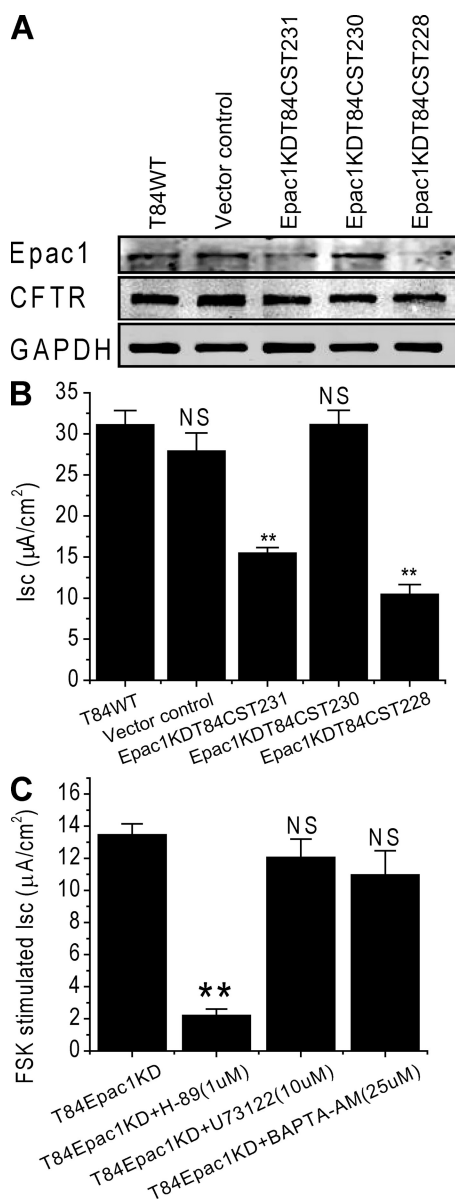 A
T84WT
Vector control
Epac1KDT84CST231
Epac1KDT84CST230
Epac1KDT84CST228
Epac1
CFTR
GAPDH
B
35
30
25
20
15
10
5
0
Isc (μA/cm²)
NS
**
NS
**
T84WT
Vector control
Epac1KDT84CST231
Epac1KDT84CST230
Epac1KDT84CST228
C
16
14
12
10
8
6
4
2
0
FSK stimulated Isc (μA/cm²)
**
NS
NS
T84Epac1KD
T84Epac1KD+H-89(1uM)
T84Epac1KD+U73122(10uM)
T84Epac1KD+BAPTA-AM(25uM)